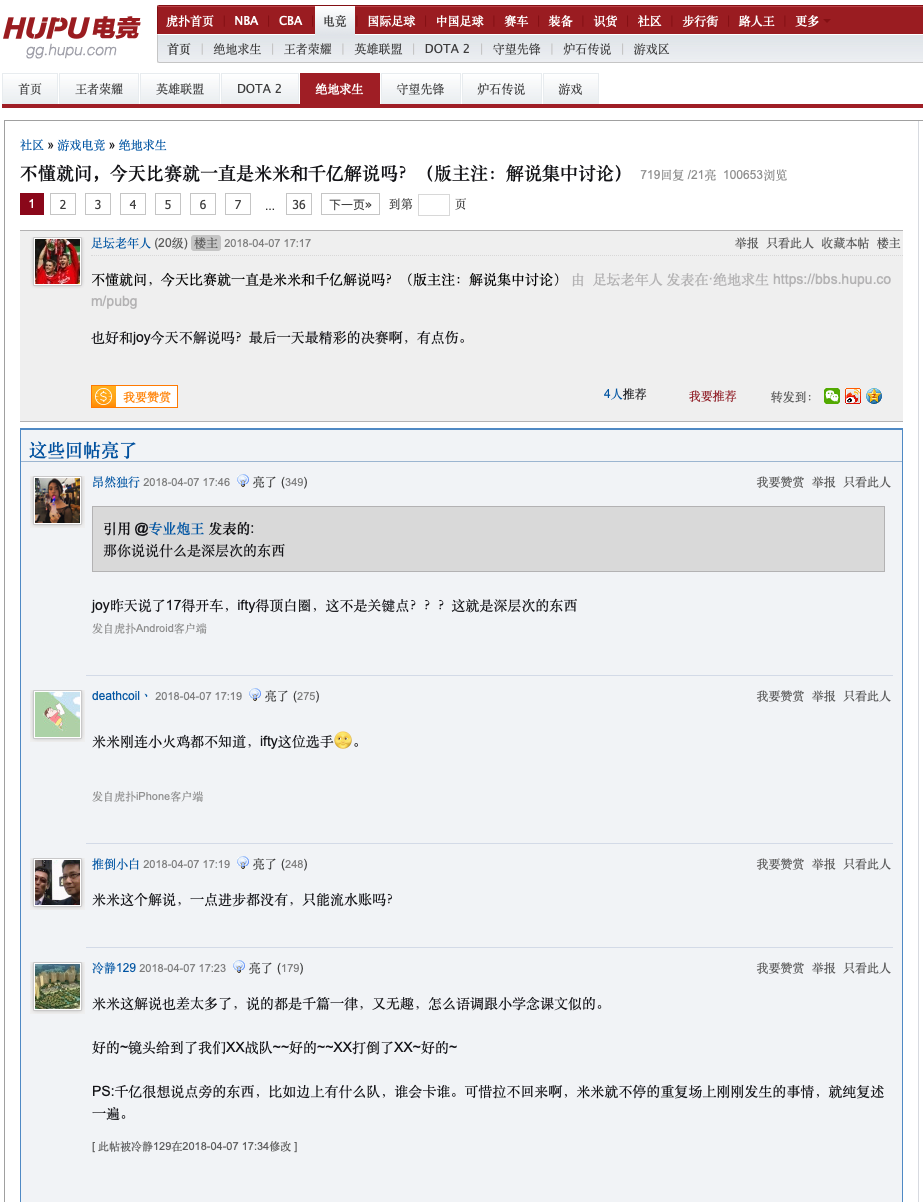 HUPU电竞
gg.hupu.com
虎扑首页 NBA CBA 电竞 国际足球 中国足球 赛车 装备 识货 社区 步行街 路人王 更多
首页 绝地求生 王者荣耀 英雄联盟 DOTA 2 守望先锋 炉石传说 游戏区
首页 王者荣耀 英雄联盟 DOTA 2 绝地求生 守望先锋 炉石传说 游戏
社区 » 游戏电竞 » 绝地求生
不懂就问，今天比赛就一直是米米和千亿解说吗？（版主注：解说集中讨论） 719回复 /21亮 100653浏览
1 2 3 4 5 6 7 ... 36 下一页» 到第 页
足坛老年人 (20级) 楼主 2018-04-07 17:17 举报 只看此人 收藏本帖 楼主
不懂就问，今天比赛就一直是米米和千亿解说吗？（版主注：解说集中讨论） 由 足坛老年人 发表在·绝地求生 https://bbs.hupu.co
m/pubg
也好和joy今天不解说吗？最后一天最精彩的决赛啊，有点伤。
我要赞赏 4人推荐 我要推荐 转发到：
这些回帖亮了
昂然独行 2018-04-07 17:46 亮了 (349) 我要赞赏 举报 只看此人
引用 @专业炮王 发表的:
那你说说什么是深层次的东西
joy昨天说了17得开车，ifty得顶白圈，这不是关键点？？？这就是深层次的东西
发自虎扑Android客户端
deathcoil丶 2018-04-07 17:19 亮了 (275) 我要赞赏 举报 只看此人
米米刚连小火鸡都不知道，ifty这位选手🌝。
发自虎扑iPhone客户端
推倒小白 2018-04-07 17:19 亮了 (248) 我要赞赏 举报 只看此人
米米这个解说，一点进步都没有，只能流水账吗?
冷静129 2018-04-07 17:23 亮了 (179) 我要赞赏 举报 只看此人
米米这解说也差太多了，说的都是千篇一律，又无趣，怎么语调跟小学念课文似的。
好的~镜头给到了我们XX战队~~好的~~XX打倒了XX~好的~
PS:千亿很想说点旁的东西，比如边上有什么队，谁会卡谁。可惜拉不回来啊，米米就不停的重复场上刚刚发生的事情，就纯复述
一遍。
[ 此帖被冷静129在2018-04-07 17:34修改 ]